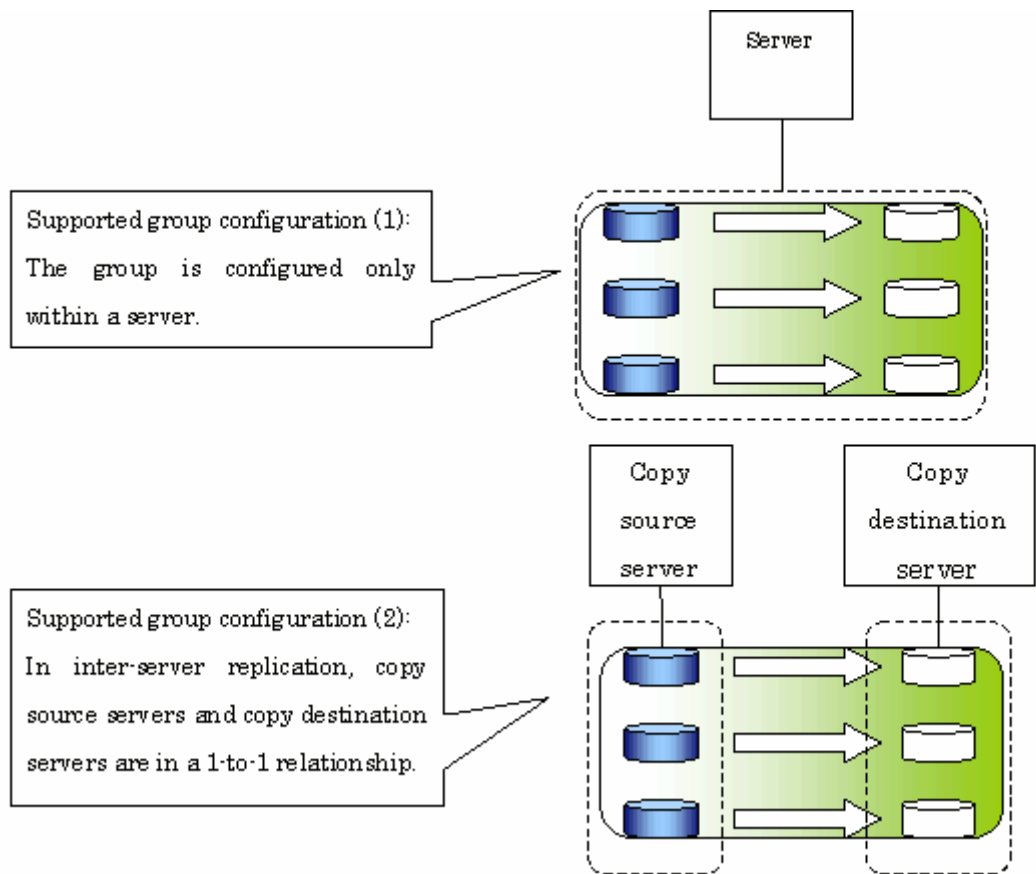 Server
Supported group configuration (1):
The group is configured only
within a server.
Copy
source
server
Copy
destination
server
Supported group configuration (2):
In inter-server replication, copy
source servers and copy destination
servers are in a 1-to-1 relationship.